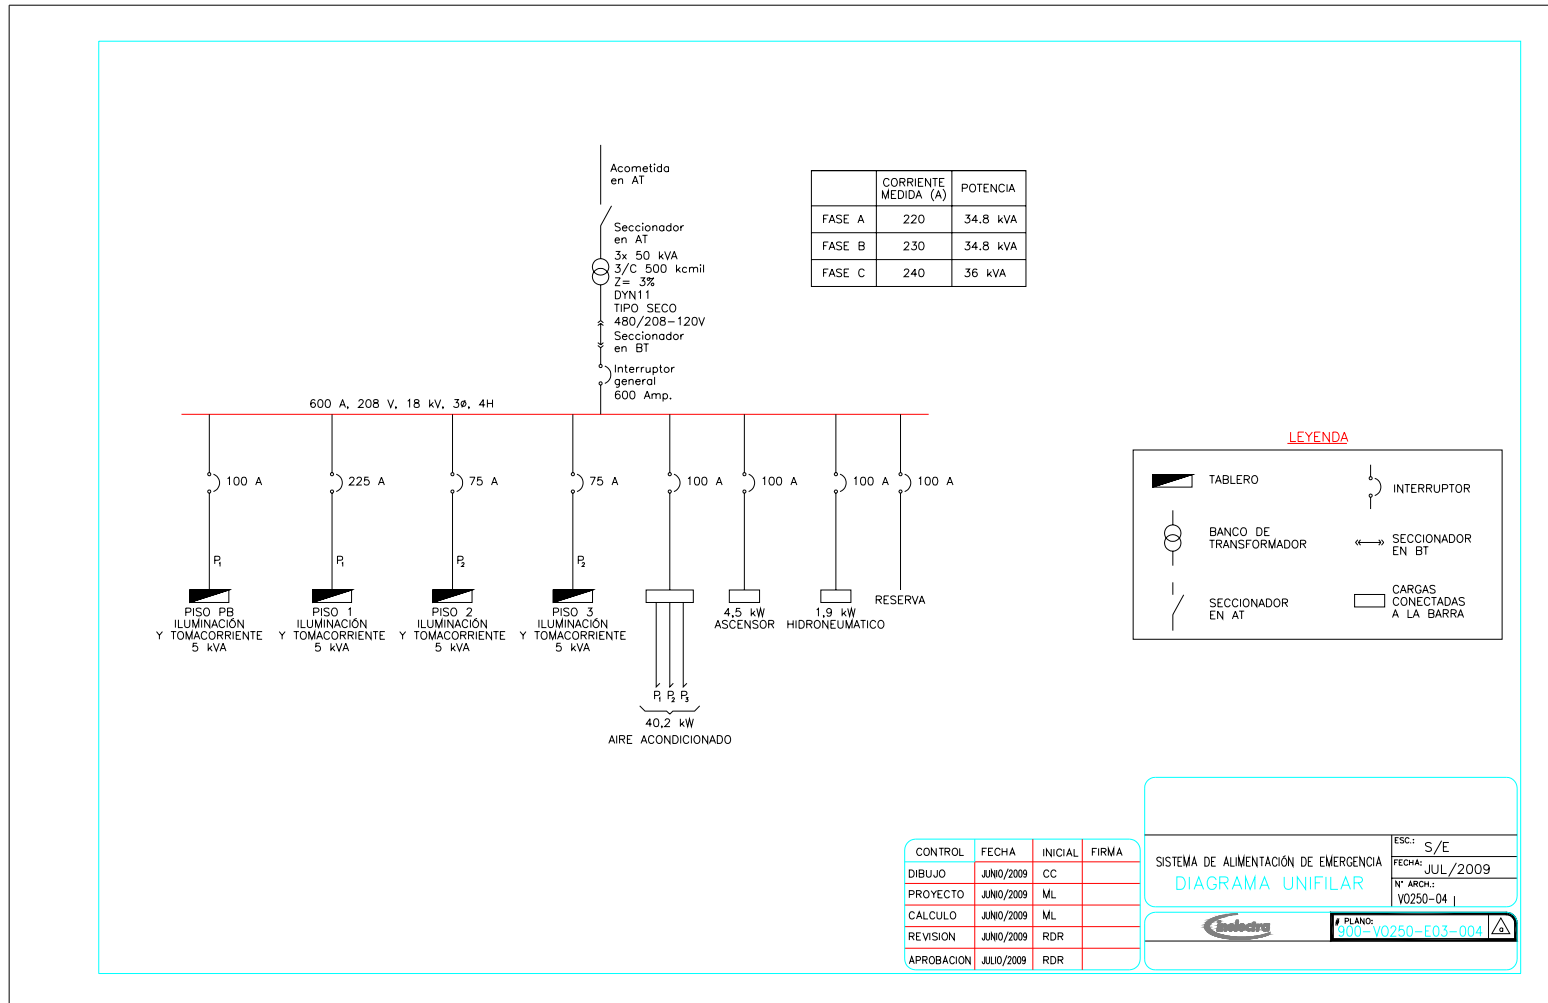 Acometida
en AT
Seccionador
en AT
3x 50 kVA
3/C 500 kcmil
Z= 3%
DYN11
TIPO SECO
480/208-120V
Seccionador
en BT
Interruptor
general
600 Amp.
CORRIENTE
MEDIDA (A)
POTENCIA
FASE A 220 34.8 kVA
FASE B 230 34.8 kVA
FASE C 240 36 kVA
600 A, 208 V, 18 kV, 3ø, 4H
100 A
225 A
75 A
75 A
100 A
100 A
100 A
100 A
P1
P1
P2
P2
PISO PB
ILUMINACIÓN
Y TOMACORRIENTE
5 kVA
PISO 1
ILUMINACIÓN
Y TOMACORRIENTE
5 kVA
PISO 2
ILUMINACIÓN
Y TOMACORRIENTE
5 kVA
PISO 3
ILUMINACIÓN
Y TOMACORRIENTE
5 kVA
P1 P2 P3
40,2 kW
AIRE ACONDICIONADO
4,5 kW
ASCENSOR
1,9 kW
HIDRONEUMATICO
RESERVA
LEYENDA
TABLERO
INTERRUPTOR
BANCO DE
TRANSFORMADOR
SECCIONADOR
EN BT
SECCIONADOR
EN AT
CARGAS
CONECTADAS
A LA BARRA
CONTROL FECHA INICIAL FIRMA
DIBUJO JUNIO/2009 CC
PROYECTO JUNIO/2009 ML
CALCULO JUNIO/2009 ML
REVISION JUNIO/2009 RDR
APROBACION JULIO/2009 RDR
SISTEMA DE ALIMENTACIÓN DE EMERGENCIA
DIAGRAMA UNIFILAR
ESC.: S/E
FECHA: JUL/2009
N° ARCH.:
V0250-04
inelectra
# PLANO:
900-V0250-E03-004
a